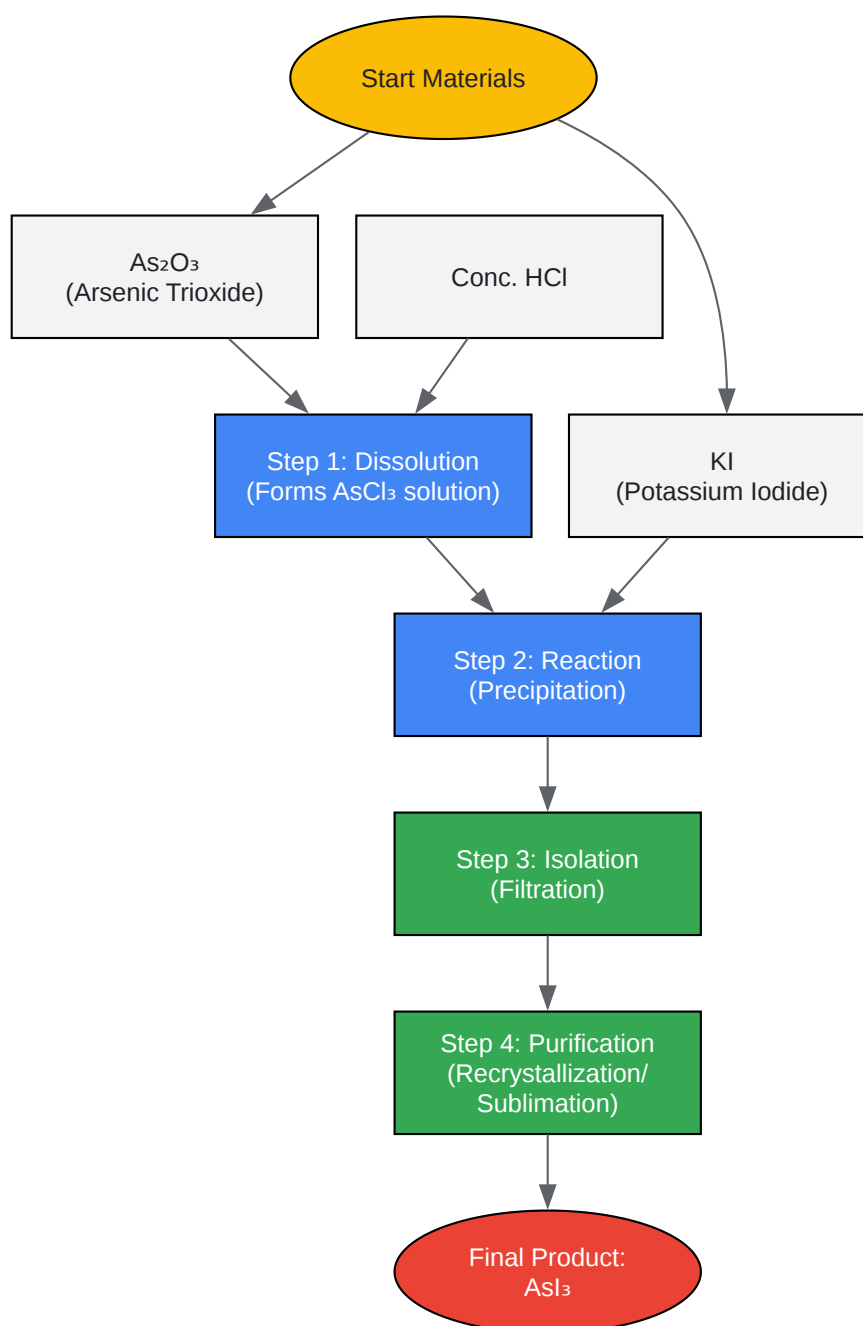 Start Materials
As₂O₃
(Arsenic Trioxide)
Conc. HCl
Step 1: Dissolution
(Forms AsCl₃ solution)
KI
(Potassium Iodide)
Step 2: Reaction
(Precipitation)
Step 3: Isolation
(Filtration)
Step 4: Purification
(Recrystallization/
Sublimation)
Final Product:
AsI₃